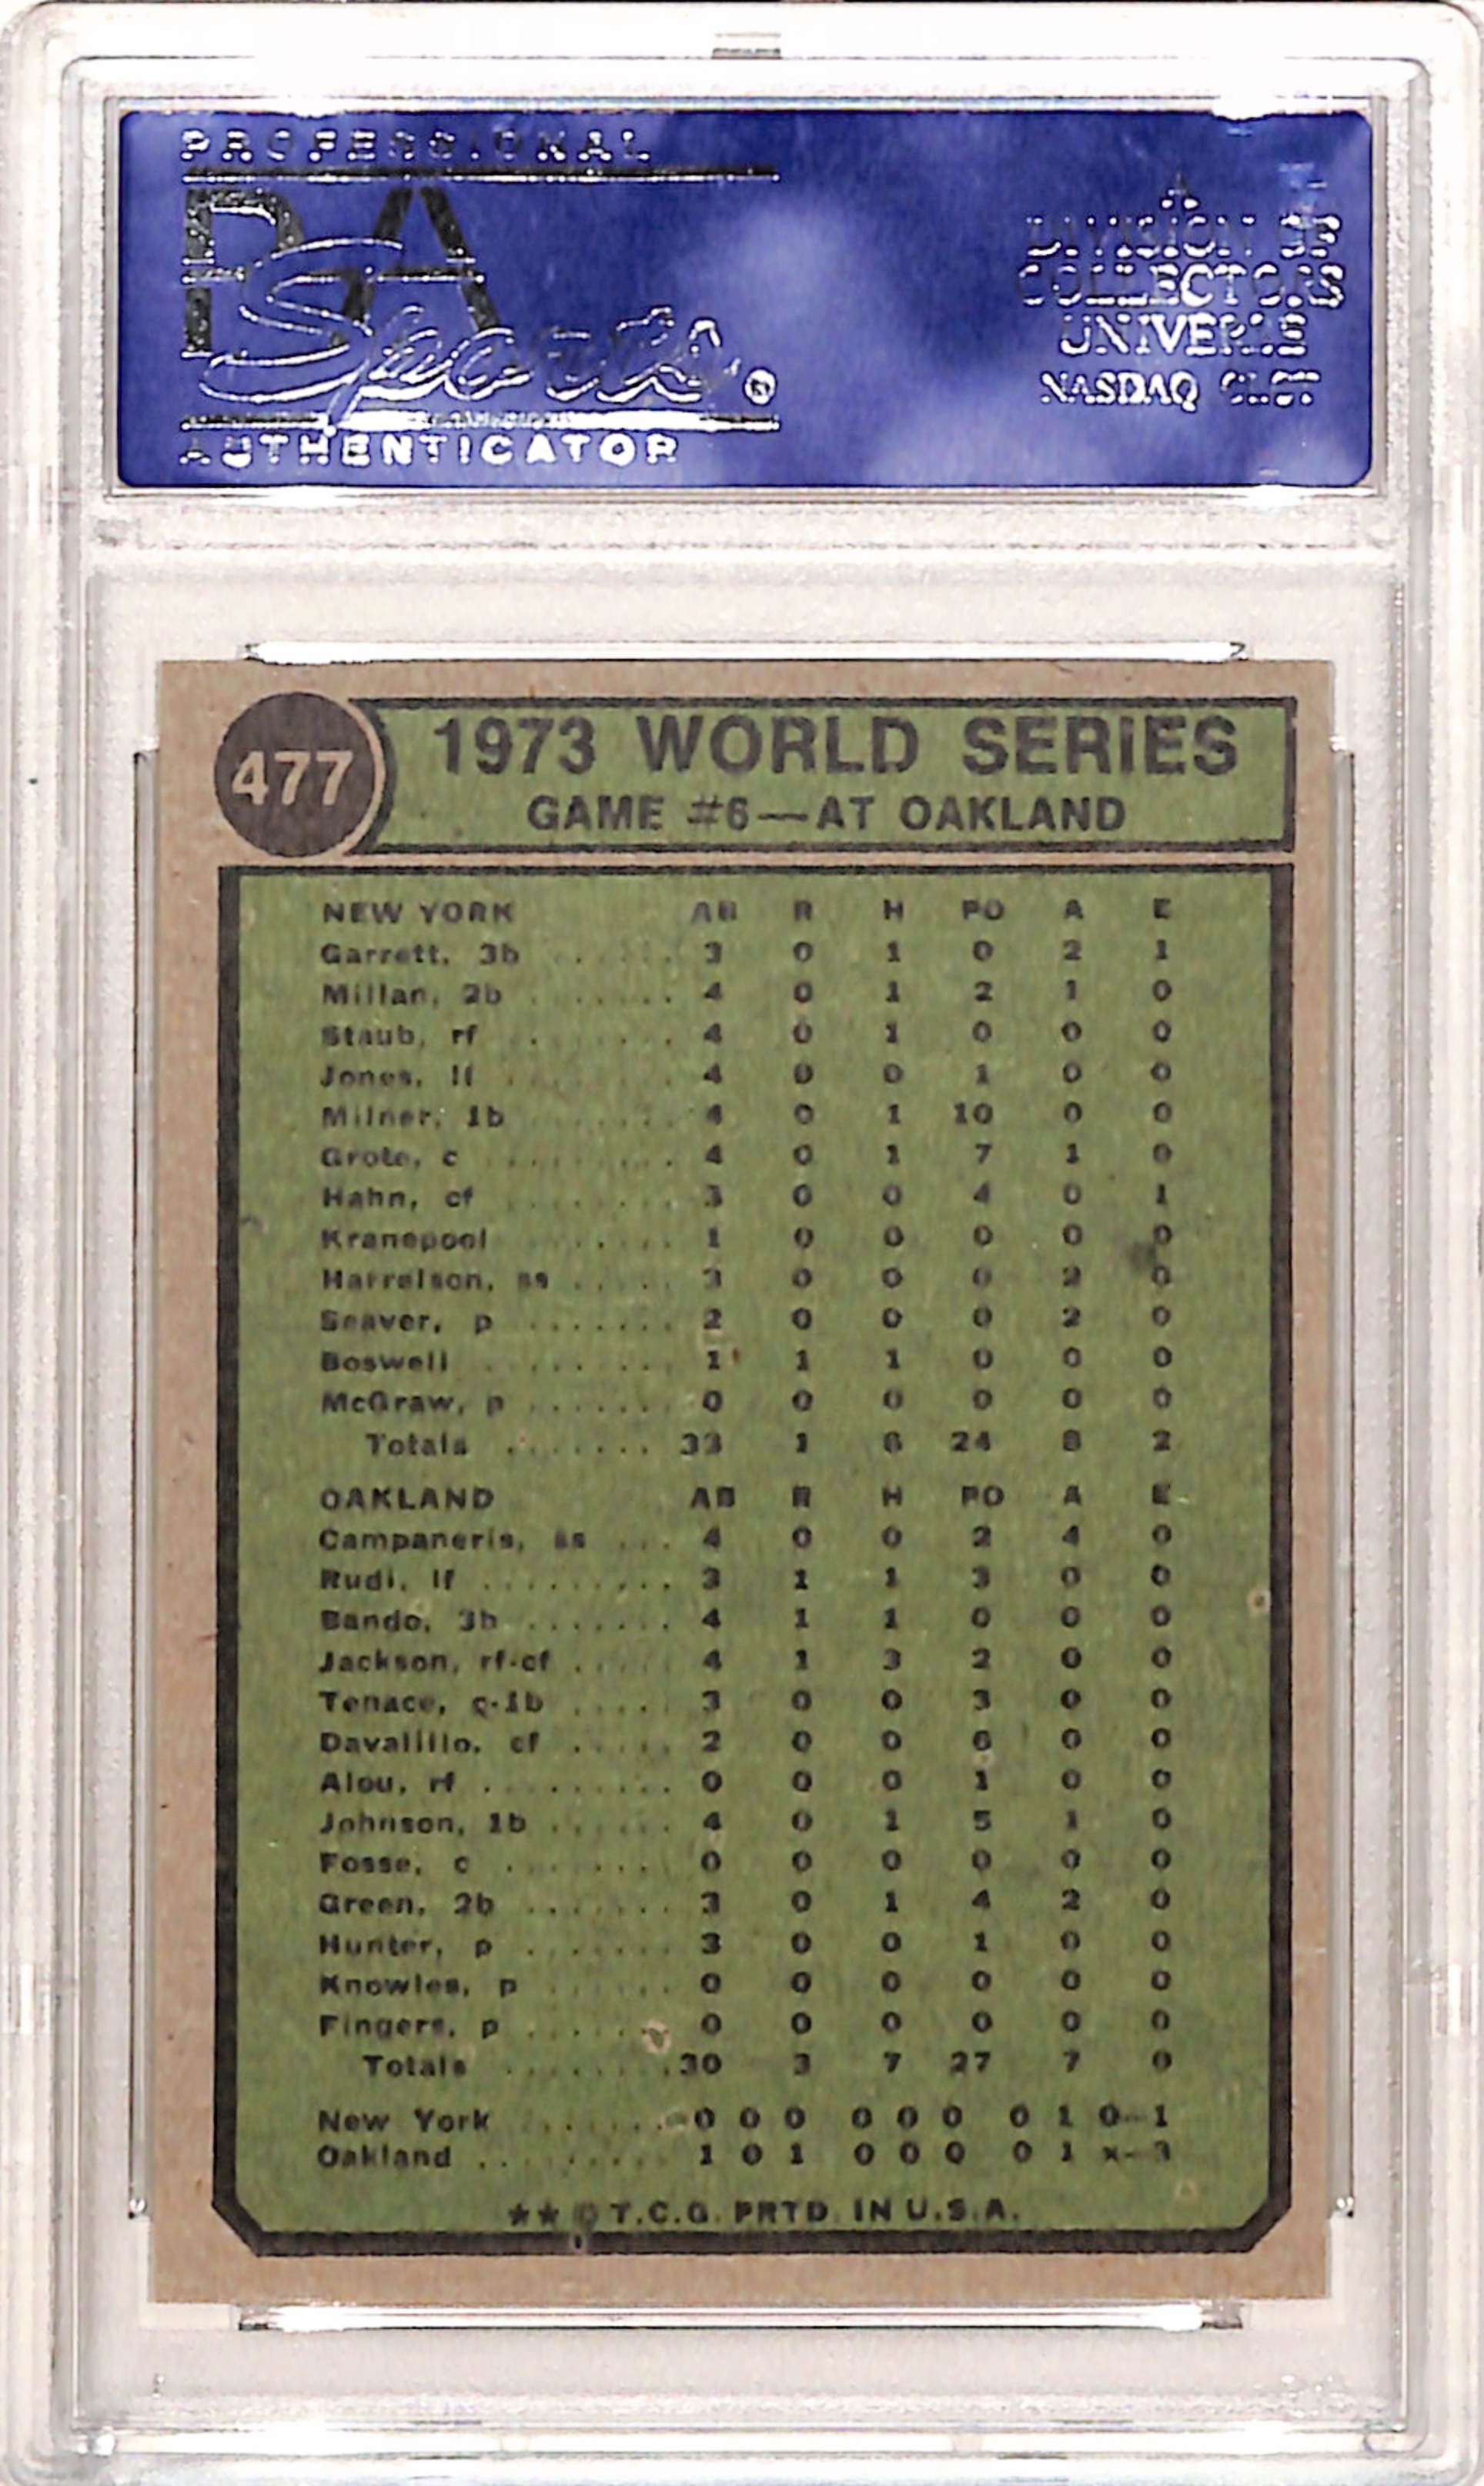 PROFESSIONAL
PSA
Sports ®
AUTHENTICATOR
A
DIVISION OF
COLLECTORS
UNIVERSE
NASDAQ CLCT
477
1973 WORLD SERIES
GAME #6—AT OAKLAND
NEW YORK AB R H PO A E
Garrett, 3b ...... 3 0 1 0 2 1
Millan, 2b ........ 4 0 1 2 1 0
Staub, rf ........ 4 0 1 0 0 0
Jones, lf ........ 4 0 0 1 0 0
Milner, 1b ....... 4 0 1 10 0 0
Grote, c .......... 4 0 1 7 1 0
Hahn, cf ......... 3 0 0 4 0 1
Kranepool ...... 1 0 0 0 0 0
Harrelson, ss ..... 3 0 0 0 2 0
Seaver, p ........ 2 0 0 0 2 0
Boswell .......... 1 1 1 0 0 0
McGraw, p ....... 0 0 0 0 0 0
Totals ........ 33 1 6 24 8 2
OAKLAND AB R H PO A E
Campaneris, ss ... 4 0 0 2 4 0
Rudi, lf .......... 3 1 1 3 0 0
Bando, 3b ........ 4 1 1 0 0 0
Jackson, rf-cf ..... 4 1 3 2 0 0
Tenace, c-1b ..... 3 0 0 3 0 0
Davalillo, cf ..... 2 0 0 6 0 0
Alou, rf .......... 0 0 0 1 0 0
Johnson, 1b ...... 4 0 1 5 1 0
Fosse, c ........ 0 0 0 0 0 0
Green, 2b ....... 3 0 1 4 2 0
Hunter, p ....... 3 0 0 1 0 0
Knowles, p ...... 0 0 0 0 0 0
Fingers, p ....... 0 0 0 0 0 0
Totals ......... 30 3 7 27 7 0
New York ........ 0 0 0 0 0 0 0 1 0—1
Oakland .......... 1 0 1 0 0 0 0 1 x—3
★★ © T.C.G. PRTD. IN U.S.A.